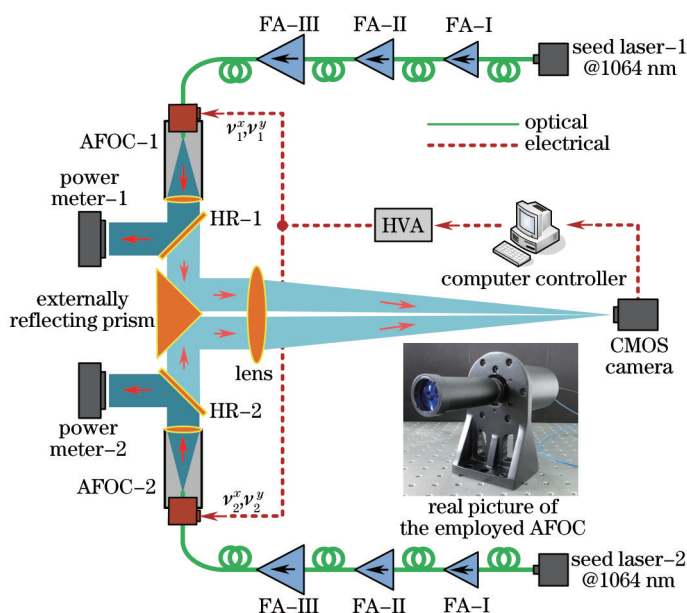 FA-III
FA-II
FA-I
seed laser-1
@1064 nm
AFOC-1
ν₁ˣ,ν₁ʸ
optical
electrical
power
meter-1
HR-1
HVA
computer controller
externally
reflecting prism
lens
CMOS
camera
HR-2
power
meter-2
AFOC-2
ν₂ˣ,ν₂ʸ
real picture of
the employed AFOC
seed laser-2
@1064 nm
FA-III
FA-II
FA-I